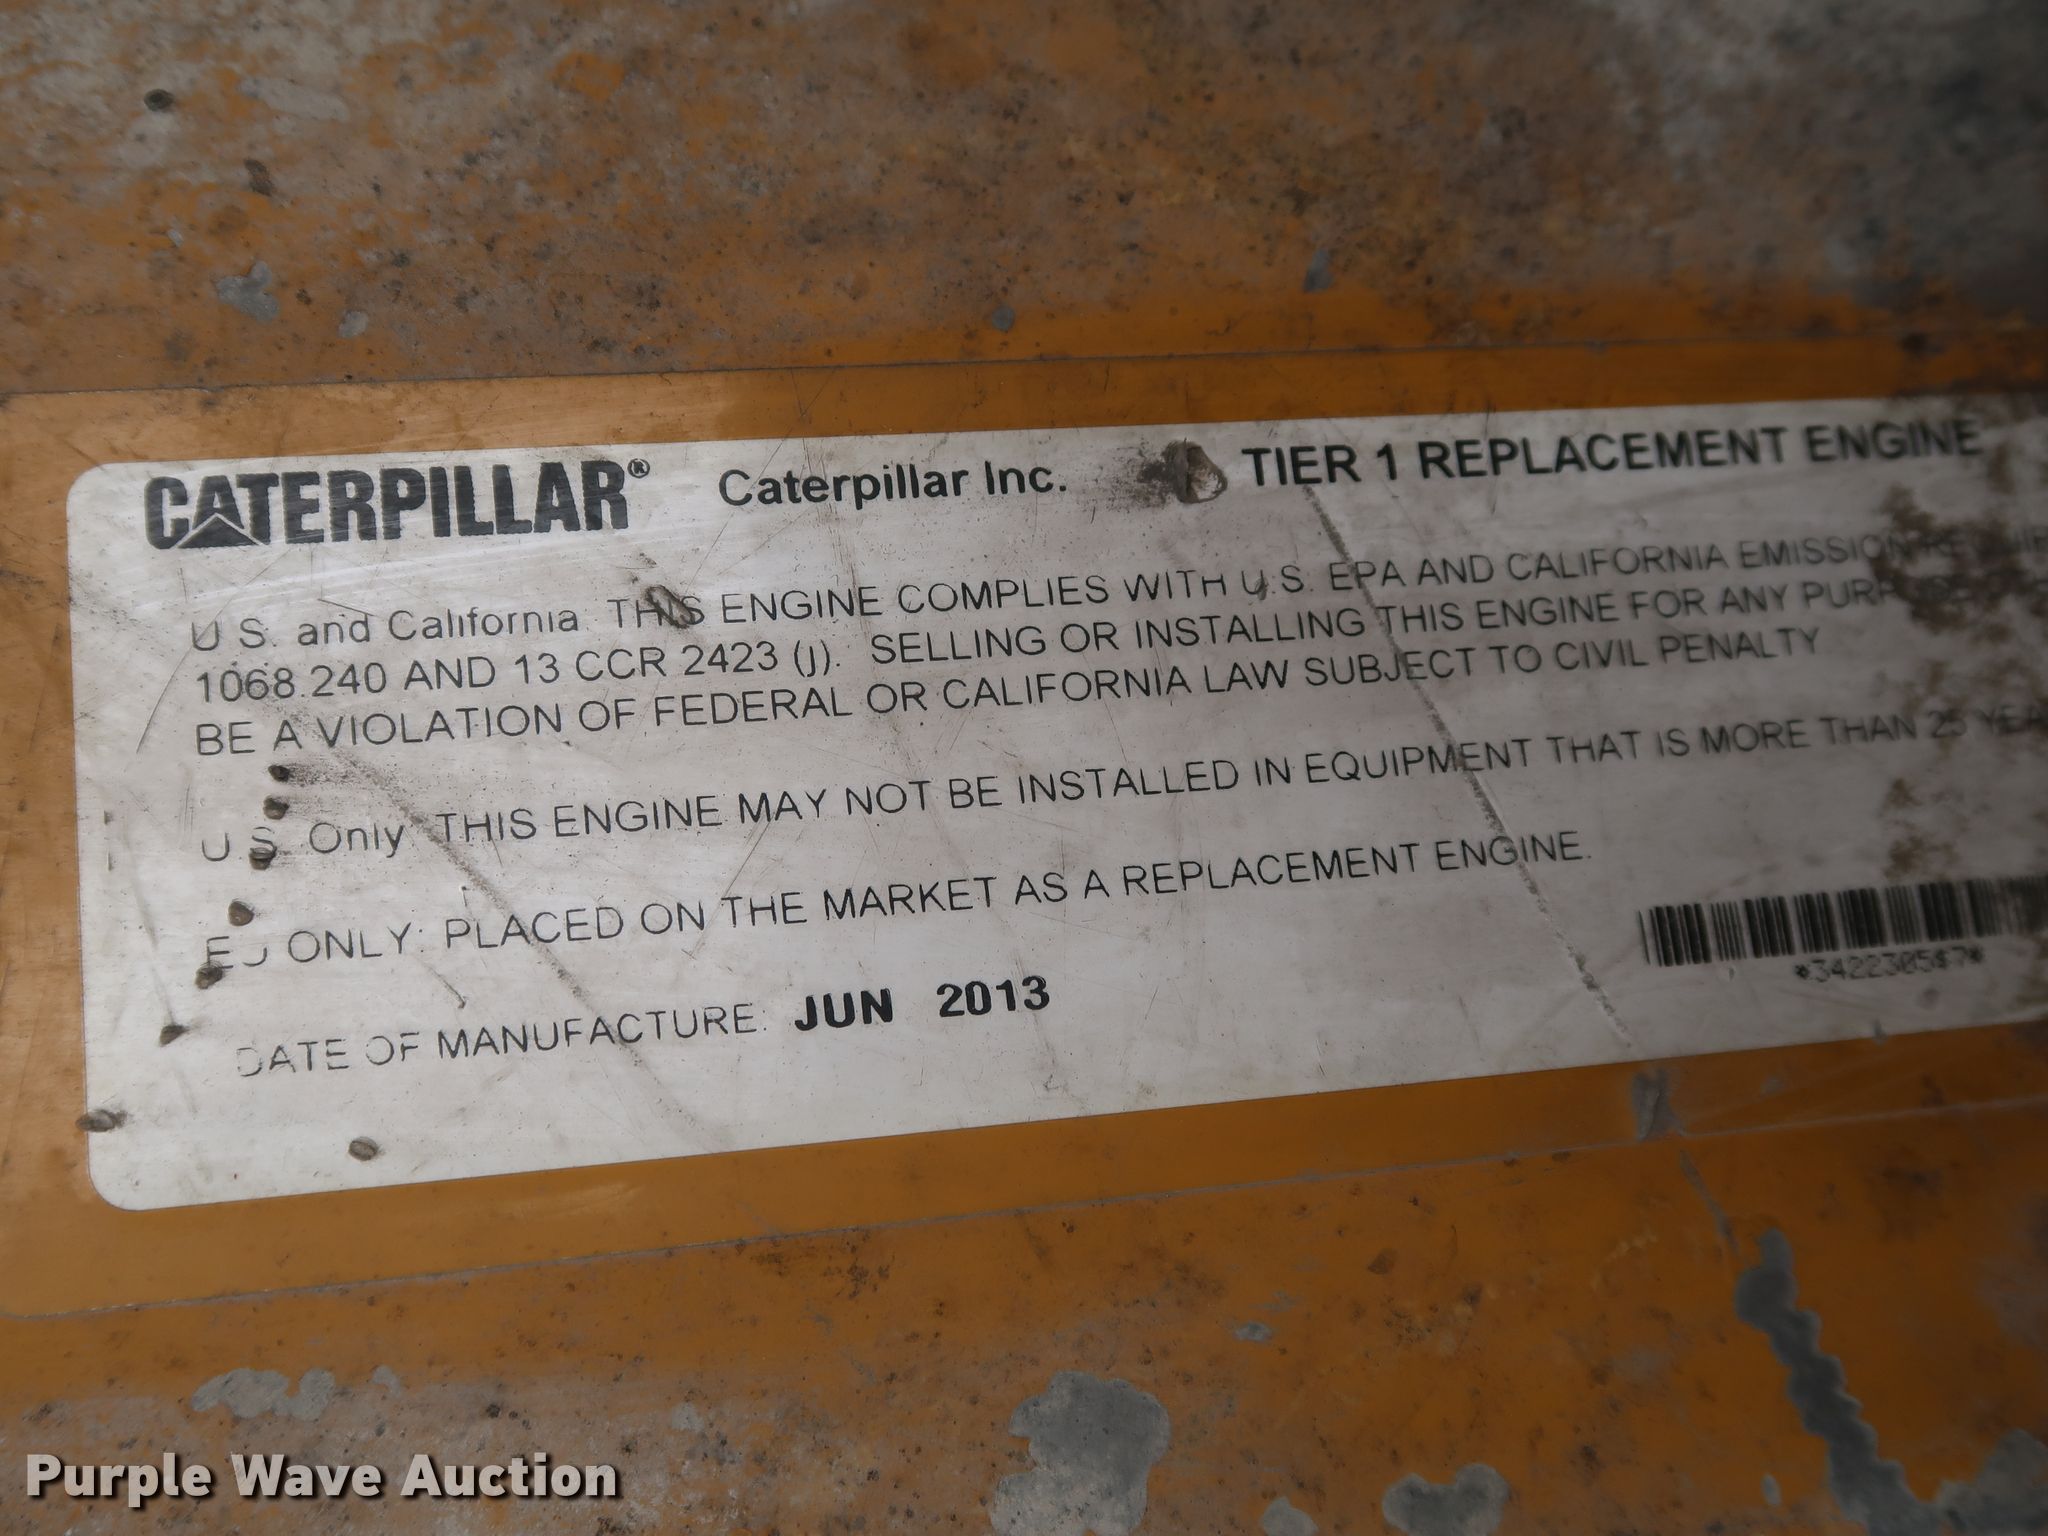 CATERPILLAR® Caterpillar Inc. TIER 1 REPLACEMENT ENGINE
U.S. and California: THIS ENGINE COMPLIES WITH U.S. EPA AND CALIFORNIA EMISSION
1068.240 AND 13 CCR 2423 (j). SELLING OR INSTALLING THIS ENGINE FOR ANY
BE A VIOLATION OF FEDERAL OR CALIFORNIA LAW SUBJECT TO CIVIL PENALTY
U.S. Only: THIS ENGINE MAY NOT BE INSTALLED IN EQUIPMENT THAT IS MORE THAN 25
EU ONLY: PLACED ON THE MARKET AS A REPLACEMENT ENGINE.
DATE OF MANUFACTURE: JUN 2013
Purple Wave Auction